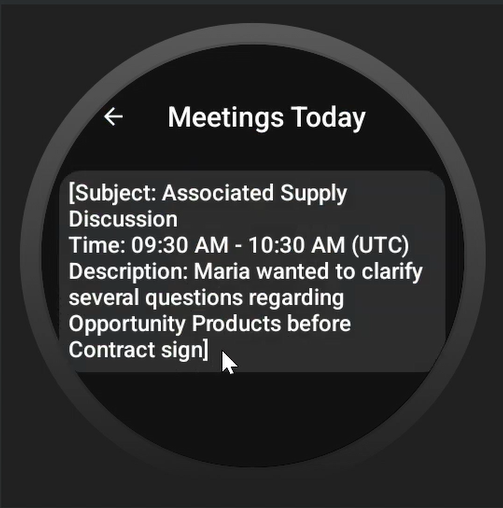 Meetings Today
[Subject: Associated Supply
Discussion
Time: 09:30 AM - 10:30 AM (UTC)
Description: Maria wanted to clarify
several questions regarding
Opportunity Products before
Contract sign]